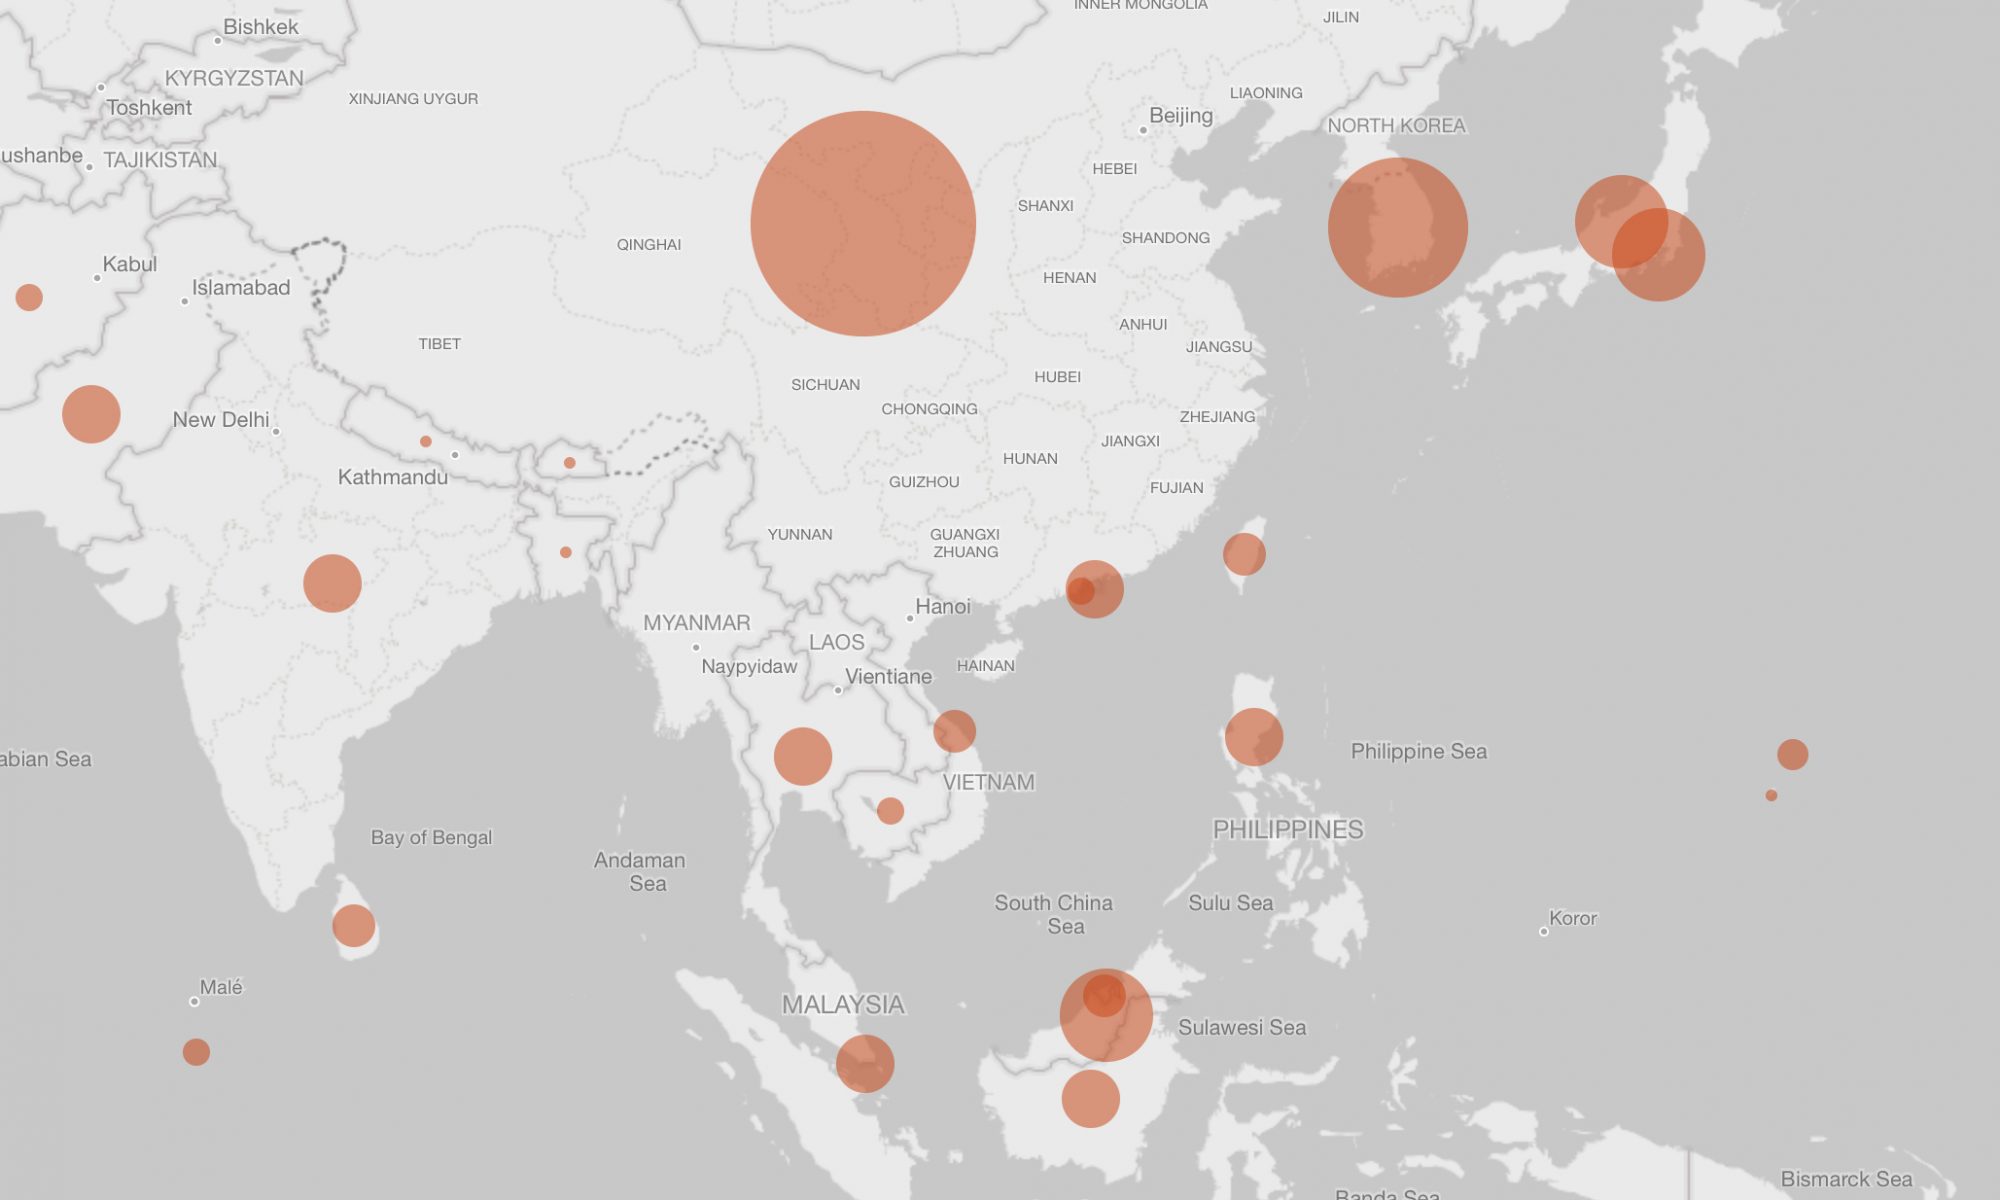 INNER MONGOLIA
JILIN
Bishkek
KYRGYZSTAN
Toshkent
XINJIANG UYGUR
LIAONING
Beijing
NORTH KOREA
ushanbe
TAJIKISTAN
HEBEI
SHANXI
QINGHAI
SHANDONG
Kabul
Islamabad
HENAN
ANHUI
TIBET
JIANGSU
SICHUAN
HUBEI
CHONGQING
New Delhi
ZHEJIANG
JIANGXI
HUNAN
Kathmandu
GUIZHOU
FUJIAN
YUNNAN
GUANGXI
ZHUANG
Hanoi
MYANMAR
LAOS
Naypyidaw
Vientiane
HAINAN
abian Sea
Philippine Sea
VIETNAM
PHILIPPINES
Bay of Bengal
Andaman
Sea
South China
Sea
Sulu Sea
Koror
Malé
MALAYSIA
Sulawesi Sea
Bismarck Sea
Banda Sea